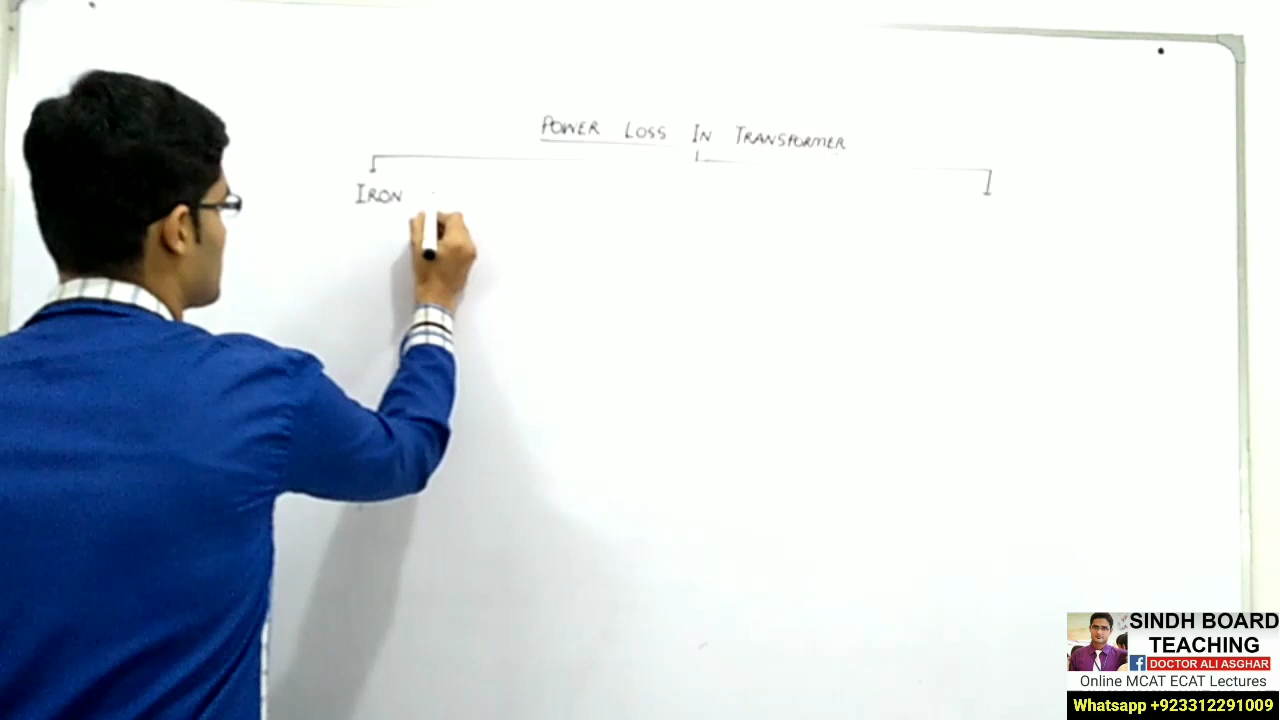 POWER LOSS IN TRANSFORMER
IRON
SINDH BOARD
TEACHING
DOCTOR ALI ASGHAR
Online MCAT ECAT Lectures
Whatsapp +923312291009